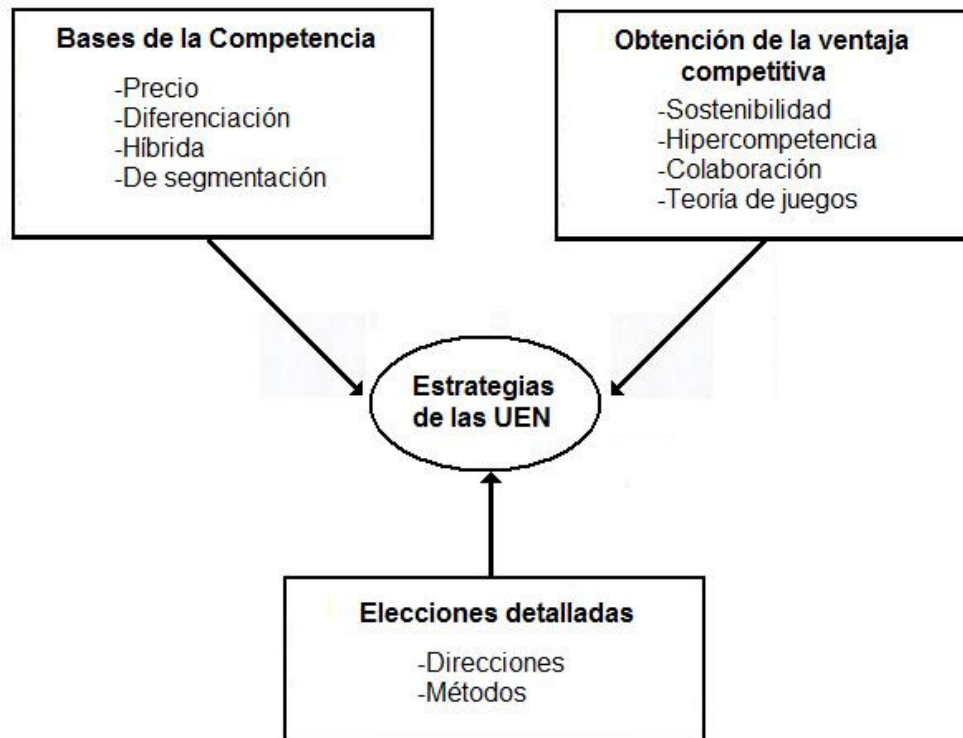 Bases de la Competencia
-Precio
-Diferenciación
-Híbrida
-De segmentación
Obtención de la ventaja
competitiva
-Sostenibilidad
-Hipercompetencia
-Colaboración
-Teoría de juegos
Estrategias
de las UEN
Elecciones detalladas
-Direcciones
-Métodos